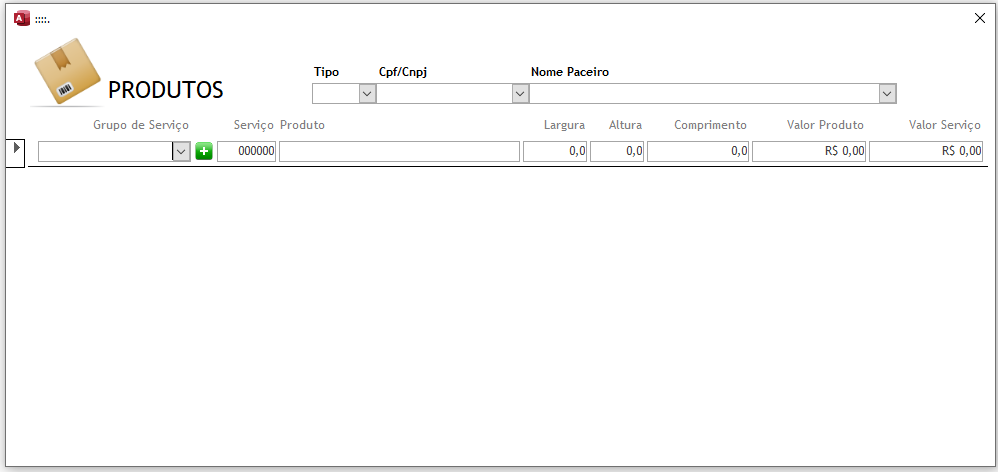 A ::::.
PRODUTOS
Tipo Cpf/Cnpj Nome Paceiro
Grupo de Serviço Serviço Produto Largura Altura Comprimento Valor Produto Valor Serviço
000000 0,0 0,0 0,0 R$ 0,00 R$ 0,00